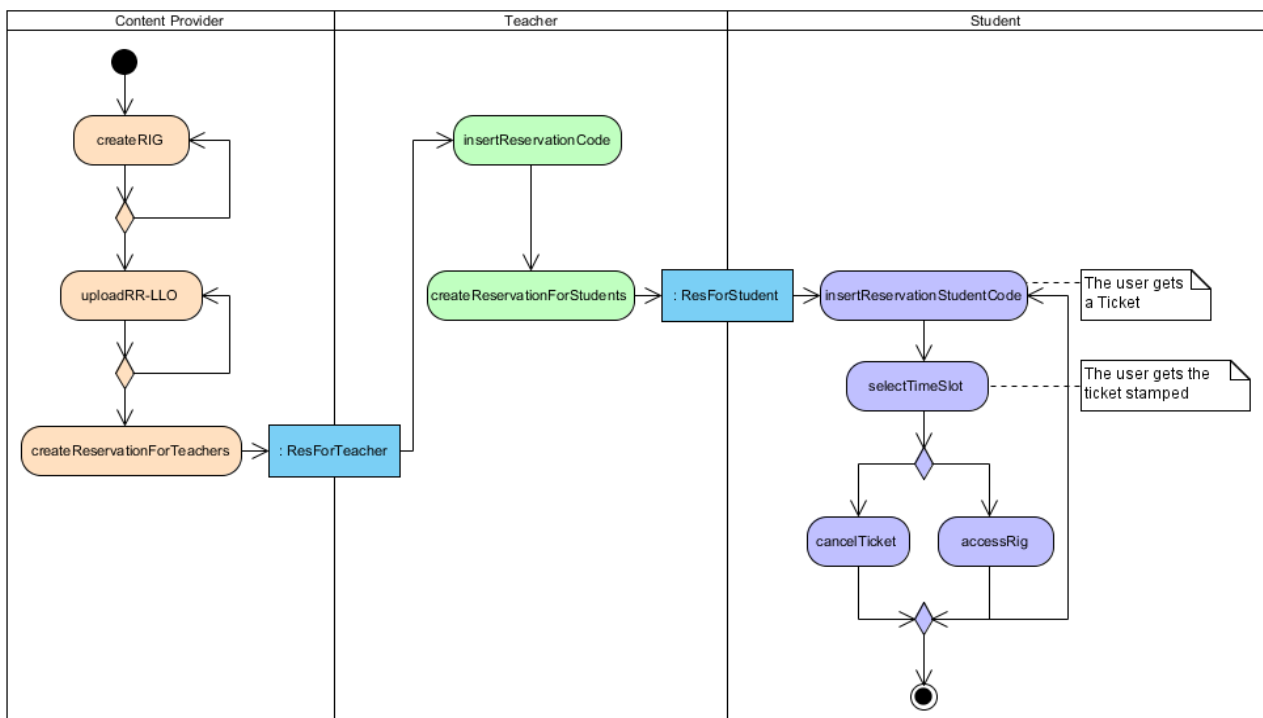 Content Provider
Teacher
Student
createRIG
uploadRR-LLO
createReservationForTeachers
: ResForTeacher
insertReservationCode
createReservationForStudents
: ResForStudent
insertReservationStudentCode
The user gets
a Ticket
selectTimeSlot
The user gets the
ticket stamped
cancelTicket
accessRig